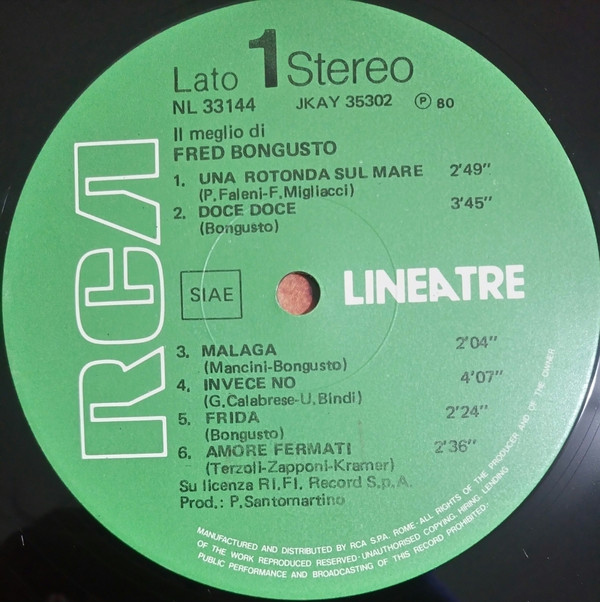 Lato 1 Stereo
NL 33144 JKAY 35302 Ⓟ 80
Il meglio di
FRED BONGUSTO
1. UNA ROTONDA SUL MARE 2'49"
(P.Faleni-F.Migliacci)
2. DOCE DOCE 3'45"
(Bongusto)
RCA
SIAE
LINEATRE
3. MALAGA 2'04"
(Mancini-Bongusto)
4. INVECE NO 4'07"
(G.Calabrese-U.Bindi)
5. FRIDA 2'24"
(Bongusto)
6. AMORE FERMATI 2'36"
(Terzoli-Zapponi-Kramer)
Su licenza RI.FI. Record S.p.A.
Prod.: P.Santomartino
MANUFACTURED AND DISTRIBUTED BY RCA S.P.A. ROME-ALL RIGHTS OF THE PRODUCER AND OF THE OWNER
OF THE WORK REPRODUCED RESERVED-UNAUTHORISED COPYING, HIRING, LENDING
PUBLIC PERFORMANCE AND BROADCASTING OF THIS RECORD PROHIBITED.